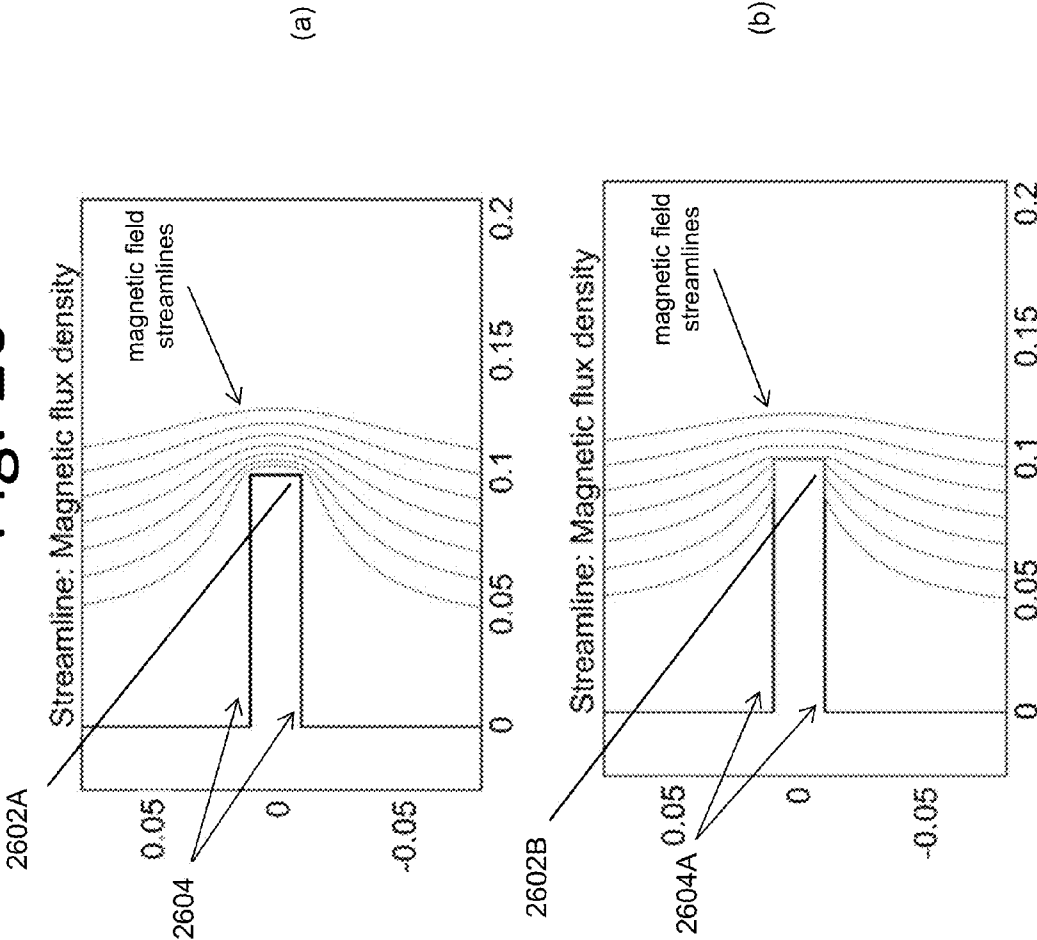 Streamline: Magnetic flux density
2602A
2604
magnetic field
streamlines
0.05
0
-0.05
0
0.05
0.1
0.15
0.2
(a)
Streamline: Magnetic flux density
2602B
2604A
magnetic field
streamlines
0.05
0
-0.05
0
0.05
0.1
0.15
0.2
(b)